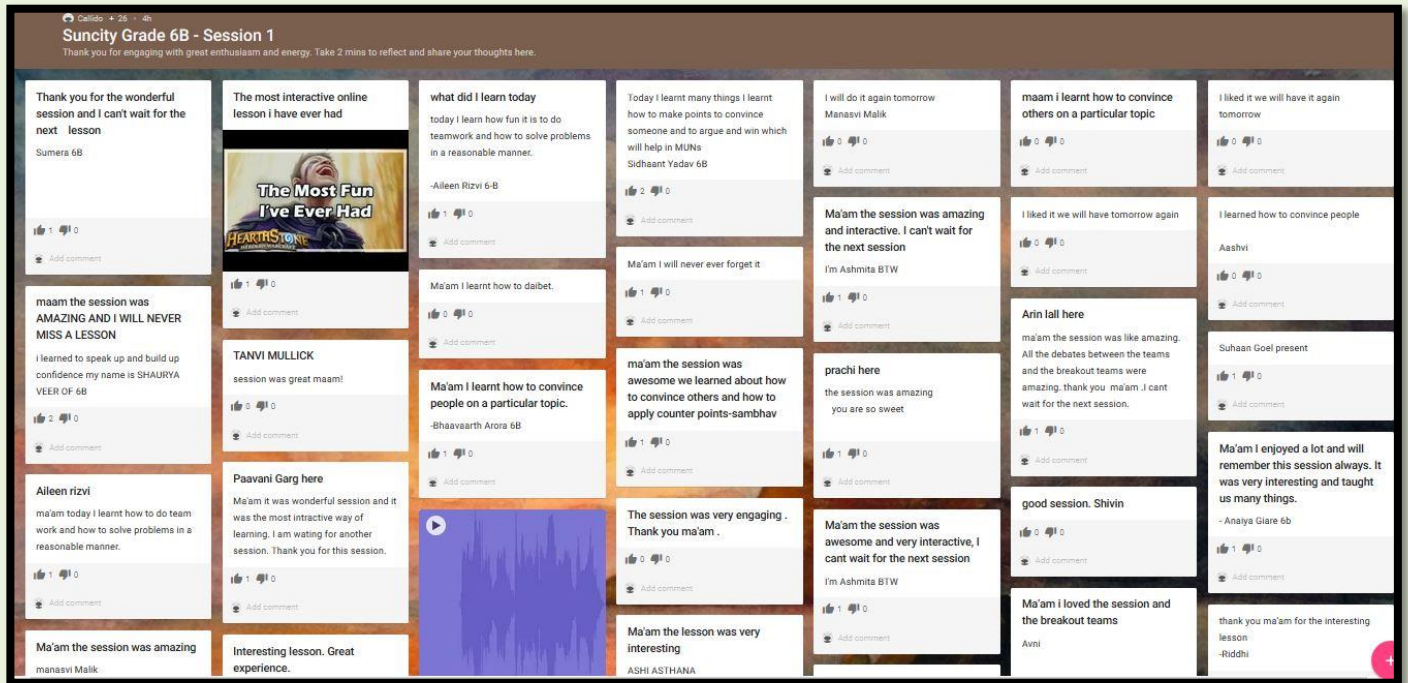 Callido + 26 • 4h
Suncity Grade 6B - Session 1
Thank you for engaging with great enthusiasm and energy. Take 2 mins to reflect and share your thoughts here.
Thank you for the wonderful
session and I can't wait for the
next lesson
Sumera 6B
1 0
Add comment
maam the session was
AMAZING AND I WILL NEVER
MISS A LESSON
i learned to speak up and build up
confidence my name is SHAURYA
VEER OF 6B
2 0
Add comment
Aileen rizvi
ma'am today I learnt how to do team
work and how to solve problems in a
reasonable manner.
1 0
Add comment
Ma'am the session was amazing
manasvi Malik
The most interactive online
lesson i have ever had
The Most Fun
I've Ever Had
HEARTHSTONE
HEROES OF WARCRAFT
1 0
Add comment
TANVI MULLICK
session was great maam!
0 0
Add comment
Paavani Garg here
Ma'am it was wonderful session and it
was the most intractive way of
learning. I am wating for another
session. Thank you for this session.
1 0
Add comment
Interesting lesson. Great
experience.
what did I learn today
today I learn how fun it is to do
teamwork and how to solve problems
in a reasonable manner.
-Aileen Rizvi 6-B
1 0
Add comment
Ma'am I learnt how to daibet.
0 0
Add comment
Ma'am I learnt how to convince
people on a particular topic.
-Bhaavaarth Arora 6B
1 0
Add comment
Today I learnt many things I learnt
how to make points to convince
someone and to argue and win which
will help in MUNs
Sidhaant Yadav 6B
2 0
Add comment
Ma'am I will never ever forget it
1 0
Add comment
ma'am the session was
awesome we learned about how
to convince others and how to
apply counter points-sambhav
1 0
Add comment
The session was very engaging .
Thank you ma'am .
0 0
Add comment
Ma'am the lesson was very
interesting
ASHI ASTHANA
I will do it again tomorrow
Manasvi Malik
0 0
Add comment
Ma'am the session was amazing
and interactive. I can't wait for
the next session
I'm Ashmita BTW
1 0
Add comment
prachi here
the session was amazing
you are so sweet
1 0
Add comment
Ma'am the session was
awesome and very interactive, I
cant wait for the next session
I'm Ashmita BTW
1 0
Add comment
maam i learnt how to convince
others on a particular topic
0 0
Add comment
I liked it we will have tomorrow again
0 0
Add comment
Arin lall here
ma'am the session was like amazing.
All the debates between the teams
and the breakout teams were
amazing. thank you ma'am .I cant
wait for the next session.
1 0
Add comment
good session. Shivin
0 0
Add comment
Ma'am i loved the session and
the breakout teams
Avni
I liked it we will have it again
tomorrow
0 0
Add comment
I learned how to convince people
Aashvi
0 0
Add comment
Suhaan Goel present
1 0
Add comment
Ma'am I enjoyed a lot and will
remember this session always. It
was very interesting and taught
us many things.
- Anaiya Giare 6b
1 0
Add comment
thank you ma'am for the interesting
lesson
-Riddhi